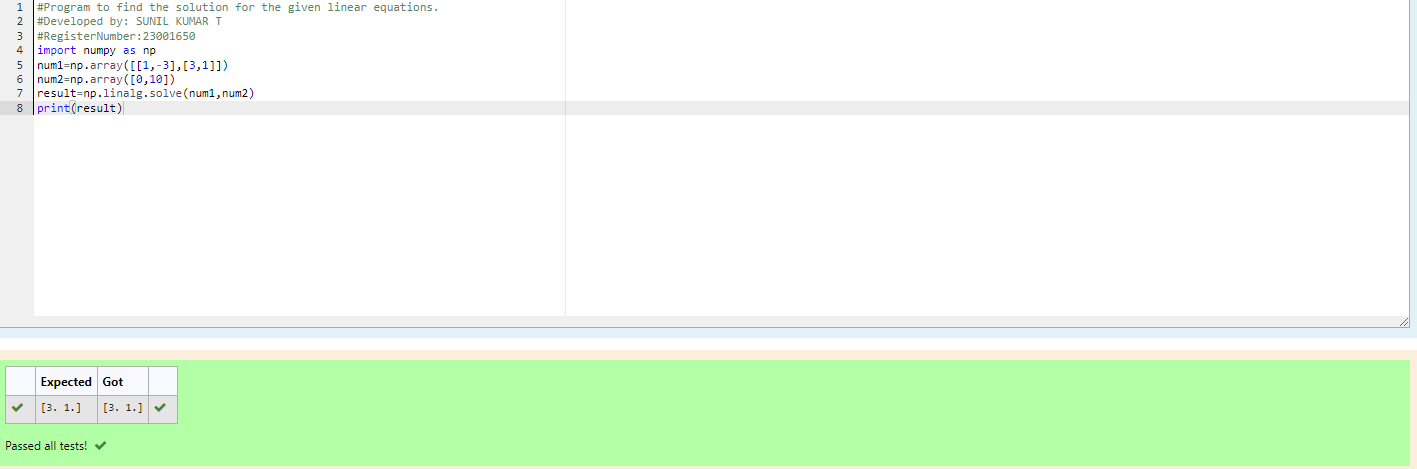 1 #Program to find the solution for the given linear equations.
2 #Developed by: SUNIL KUMAR T
3 #RegisterNumber:23001650
4 import numpy as np
5 num1=np.array([[1,-3],[3,1]])
6 num2=np.array([0,10])
7 result=np.linalg.solve(num1,num2)
8 print(result)
Expected Got
[3. 1.] [3. 1.]
Passed all tests!